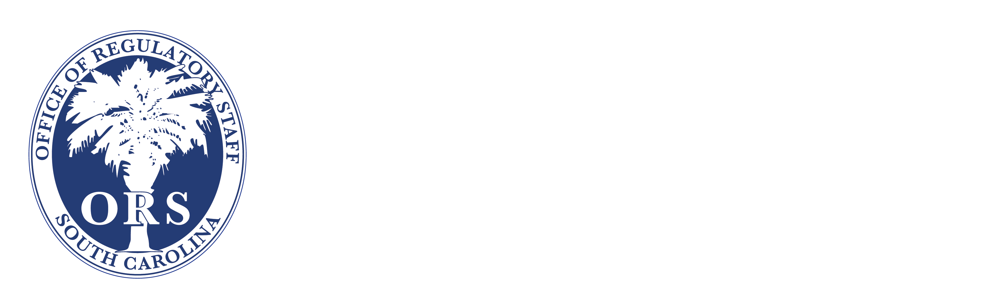 OFFICE OF REGULATORY STAFF
ORS
SOUTH CAROLINA